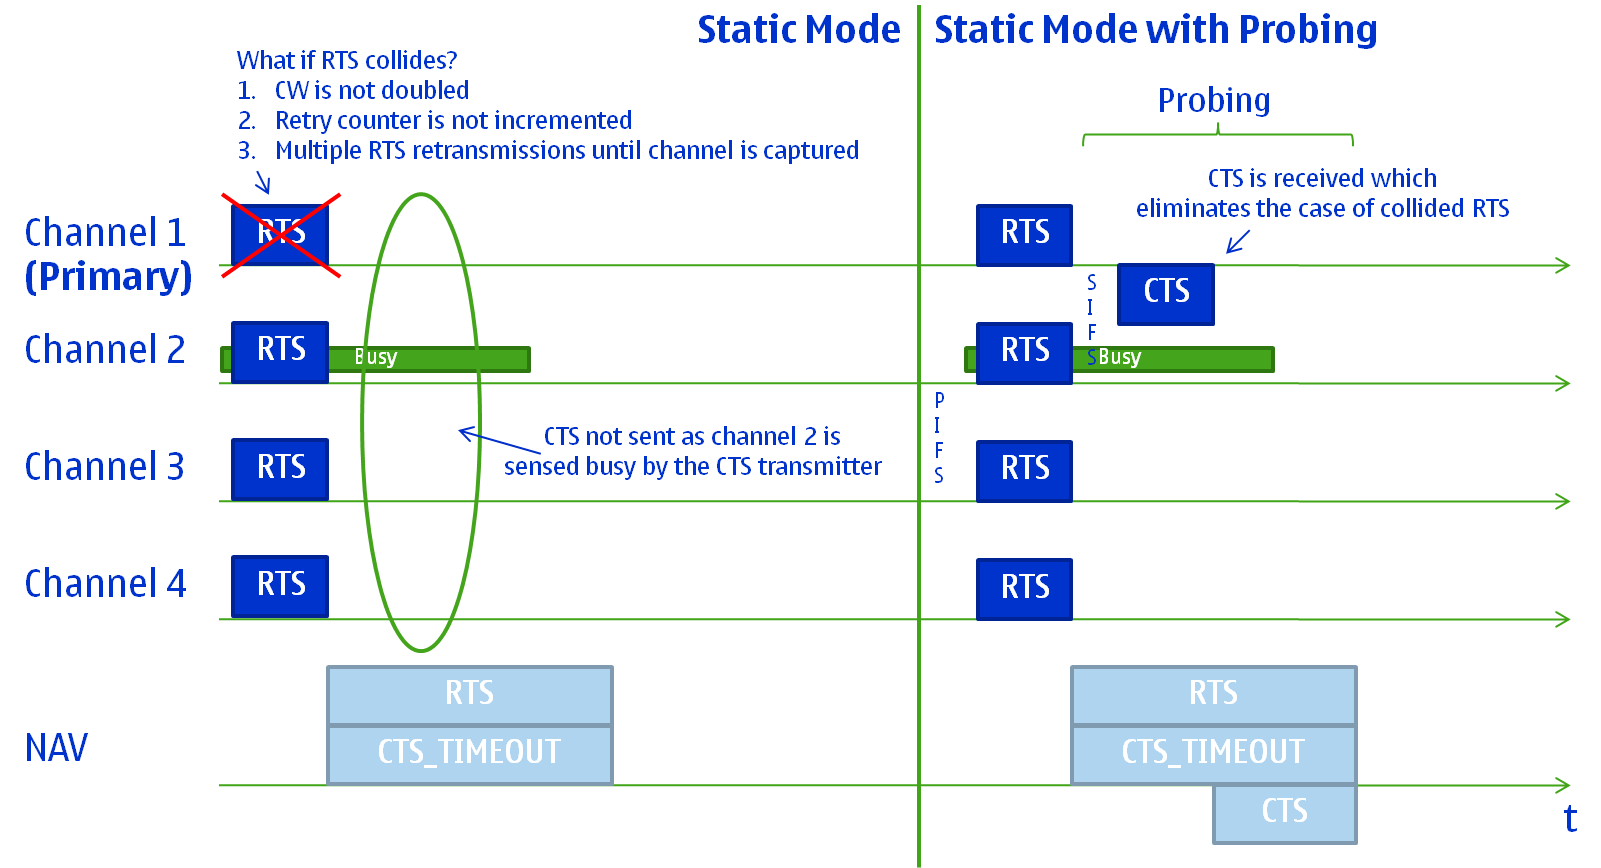 Static Mode
Static Mode with Probing
What if RTS collides?
1. CW is not doubled
2. Retry counter is not incremented
3. Multiple RTS retransmissions until channel is captured
Probing
CTS is received which
eliminates the case of collided RTS
Channel 1
(Primary)
RTS
RTS
CTS
SIFS
Channel 2
RTS
Busy
RTS
Busy
PIFS
CTS not sent as channel 2 is
sensed busy by the CTS transmitter
Channel 3
RTS
RTS
Channel 4
RTS
RTS
NAV
RTS
CTS_TIMEOUT
RTS
CTS_TIMEOUT
CTS
t